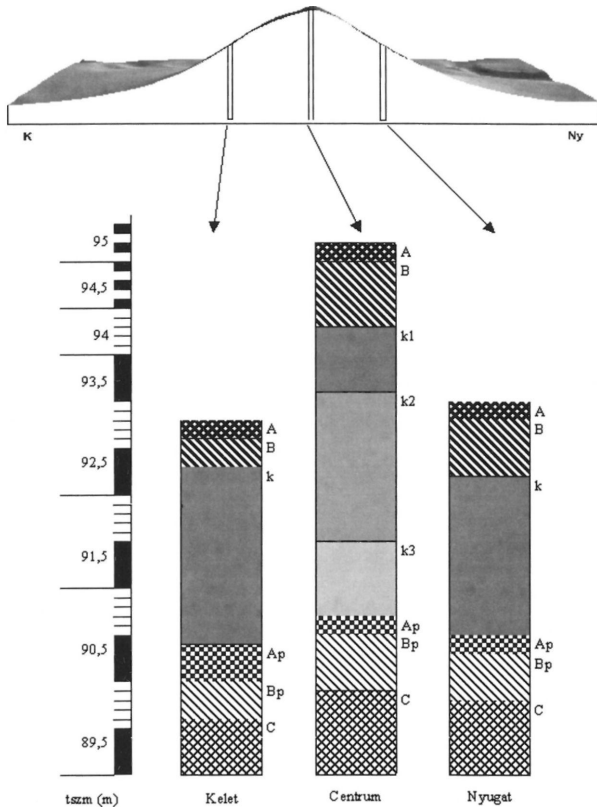 K
Ny
95
94,5
94
93,5
92,5
91,5
90,5
89,5
tszm (m)
A
B
k
Ap
Bp
C
Kelet
A
B
k1
k2
k3
Ap
Bp
C
Centrum
A
B
k
Ap
Bp
C
Nyugat